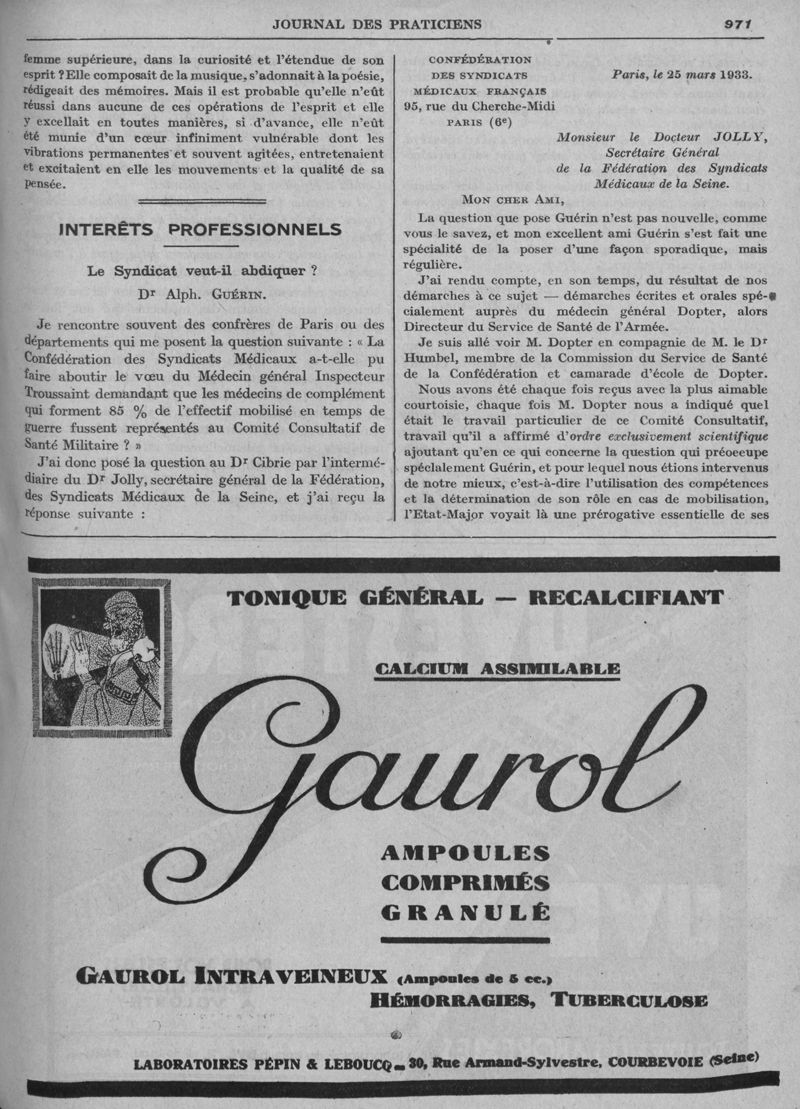 JOURNAL DES PRATICIENS 971
femme supérieure, dans la curiosité et l'étendue de son
esprit ? Elle composait de la musique, s'adonnait à la poésie,
rédigeait des mémoires. Mais il est probable qu'elle n'eût
réussi dans aucune de ces opérations de l'esprit et elle
y excellait en toutes manières, si d'avance, elle n'eût
été munie d'un cœur infiniment vulnérable dont les
vibrations permanentes et souvent agitées, entretenaient
et excitaient en elle les mouvements et la qualité de sa
pensée.
INTERÊTS PROFESSIONNELS
Le Syndicat veut-il abdiquer ?
Dr Alph. GUÉRIN.
Je rencontre souvent des confrères de Paris ou des
départements qui me posent la question suivante : « La
Confédération des Syndicats Médicaux a-t-elle pu
faire aboutir le vœu du Médecin général Inspecteur
Troussaint demandant que les médecins de complément
qui forment 85 % de l'effectif mobilisé en temps de
guerre fussent représentés au Comité Consultatif de
Santé Militaire ? »
J'ai donc posé la question au Dr Cibrie par l'intermé-
diaire du Dr Jolly, secrétaire général de la Fédération,
des Syndicats Médicaux de la Seine, et j'ai reçu la
réponse suivante :
CONFÉDÉRATION
DES SYNDICATS
MÉDICAUX FRANÇAIS
95, rue du Cherche-Midi
PARIS (6e)
Paris, le 25 mars 1933.
Monsieur le Docteur JOLLY,
Secrétaire Général
de la Fédération des Syndicats
Médicaux de la Seine.
MON CHER AMI,
La question que pose Guérin n'est pas nouvelle, comme
vous le savez, et mon excellent ami Guérin s'est fait une
spécialité de la poser d'une façon sporadique, mais
régulière.
J'ai rendu compte, en son temps, du résultat de nos
démarches à ce sujet — démarches écrites et orales spé-
cialement auprès du médecin général Dopter, alors
Directeur du Service de Santé de l'Armée.
Je suis allé voir M. Dopter en compagnie de M. le Dr
Humbel, membre de la Commission du Service de Santé
de la Confédération et camarade d'école de Dopter.
Nous avons été chaque fois reçus avec la plus aimable
courtoisie, chaque fois M. Dopter nous a indiqué quel
était le travail particulier de ce Comité Consultatif,
travail qu'il a affirmé d'ordre exclusivement scientifique
ajoutant qu'en ce qui concerne la question qui préoeeupe
spécialement Guérin, et pour lequel nous étions intervenus
de notre mieux, c'est-à-dire l'utilisation des compétences
et la détermination de son rôle en cas de mobilisation,
l'Etat-Major voyait là une prérogative essentielle de ses
TONIQUE GÉNÉRAL — RECALCIFIANT
CALCIUM ASSIMILABLE
Gaurol
AMPOULES
COMPRIMÉS
GRANULÉ
GAUROL INTRAVEINEUX (Ampoules de 5 cc.)
HÉMORRAGIES, TUBERCULOSE
LABORATOIRES PÉPIN & LEBOUCQ - 30, Rue Armand-Sylvestre, COURBEVOIE (Seine)